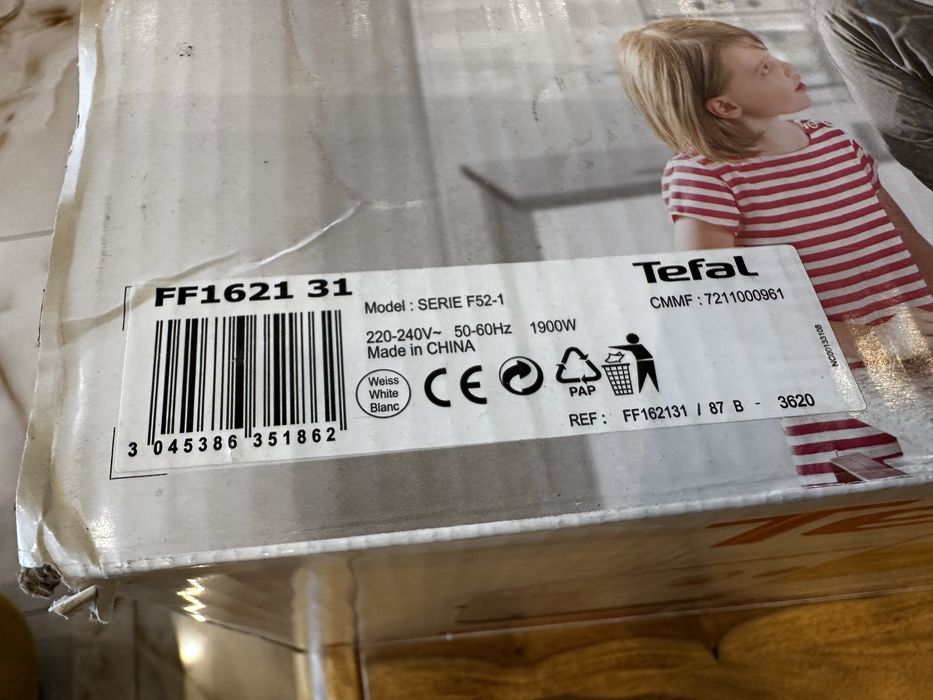 FF1621 31
Tefal
Model : SERIE F52-1
CMMF : 7211000961
220-240V~ 50-60Hz 1900W
Made in CHINA
Weiss
White
Blanc
CE
PAP
REF : FF162131 / 87 B - 3620
3 045386 351862